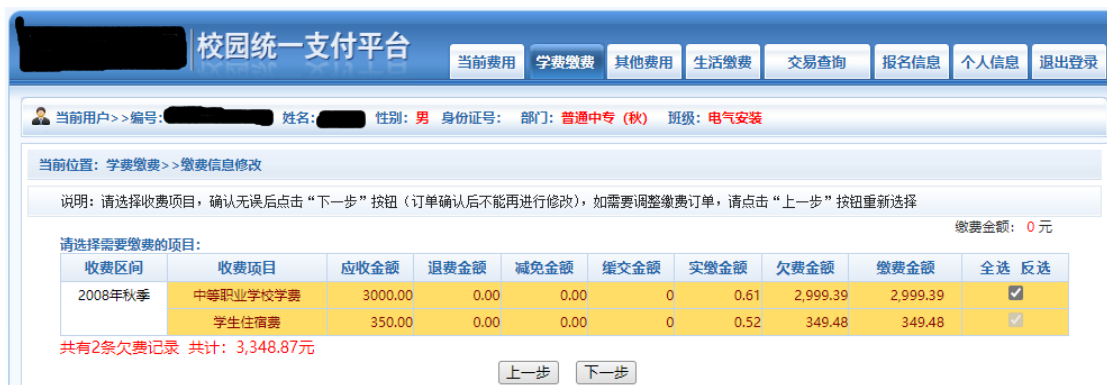 校园统一支付平台
当前费用 学费缴费 其他费用 生活缴费 交易查询 报名信息 个人信息 退出登录
当前用户>>编号: 姓名: 性别: 男 身份证号: 部门: 普通中专（秋） 班级: 电气安装
当前位置: 学费缴费>>缴费信息修改
说明: 请选择收费项目, 确认无误后点击“下一步”按钮（订单确认后不能再进行修改）, 如需要调整缴费订单, 请点击“上一步”按钮重新选择
缴费金额: 0 元
请选择需要缴费的项目:
收费区间 收费项目 应收金额 退费金额 减免金额 缓交金额 实缴金额 欠费金额 缴费金额 全选 反选
2008年秋季 中等职业学校学费 3000.00 0.00 0.00 0 0.61 2,999.39 2,999.39
学生住宿费 350.00 0.00 0.00 0 0.52 349.48 349.48
共有2条欠费记录 共计: 3,348.87元
上一步 下一步